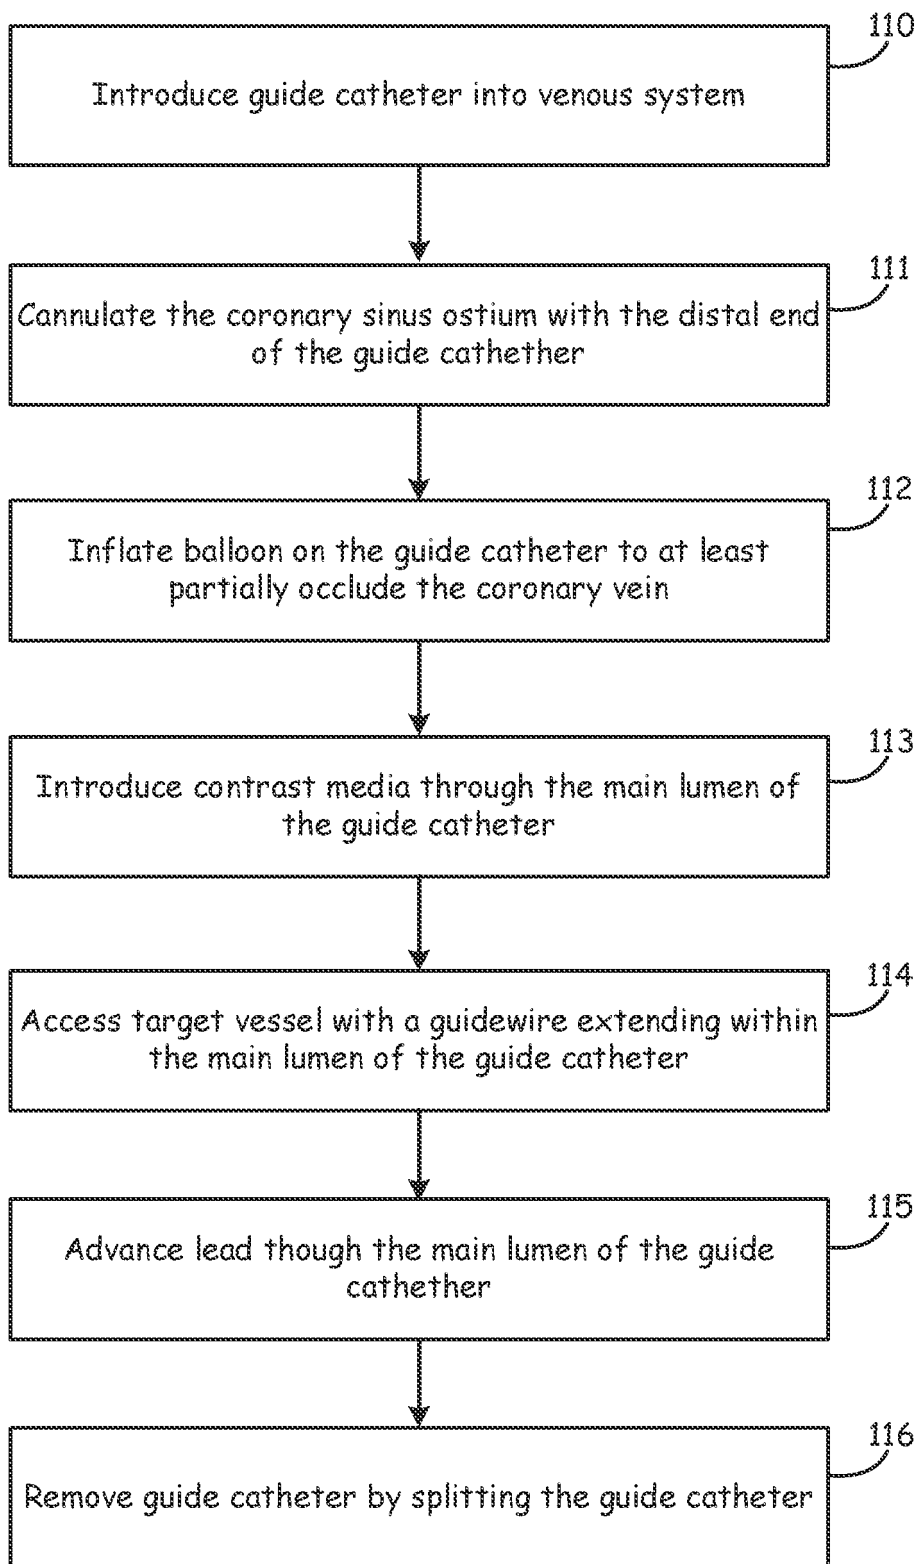 110
Introduce guide catheter into venous system
111
Cannulate the coronary sinus ostium with the distal end
of the guide cathether
112
Inflate balloon on the guide catheter to at least
partially occlude the coronary vein
113
Introduce contrast media through the main lumen of
the guide catheter
114
Access target vessel with a guidewire extending within
the main lumen of the guide catheter
115
Advance lead though the main lumen of the guide
cathether
116
Remove guide catheter by splitting the guide catheter